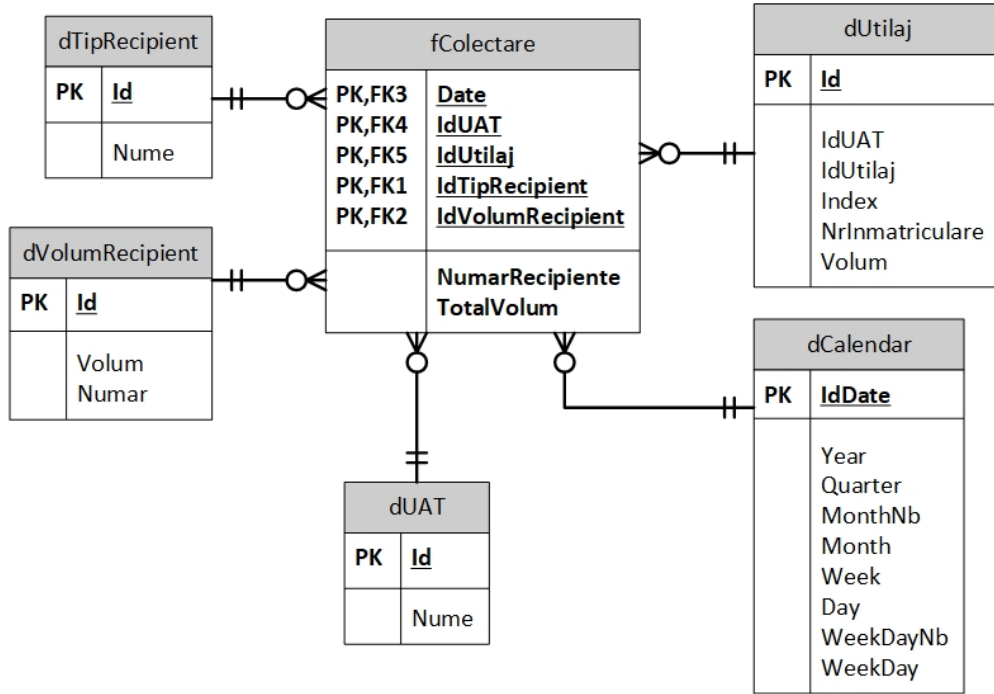 dTipRecipient
PK Id
Nume
fColectare
PK,FK3 Date
PK,FK4 IdUAT
PK,FK5 IdUtilaj
PK,FK1 IdTipRecipient
PK,FK2 IdVolumRecipient
NumarRecipiente
TotalVolum
dUtilaj
PK Id
IdUAT
IdUtilaj
Index
NrInmatriculare
Volum
dVolumRecipient
PK Id
Volum
Numar
dCalendar
PK IdDate
Year
Quarter
MonthNb
Month
Week
Day
WeekDayNb
WeekDay
dUAT
PK Id
Nume